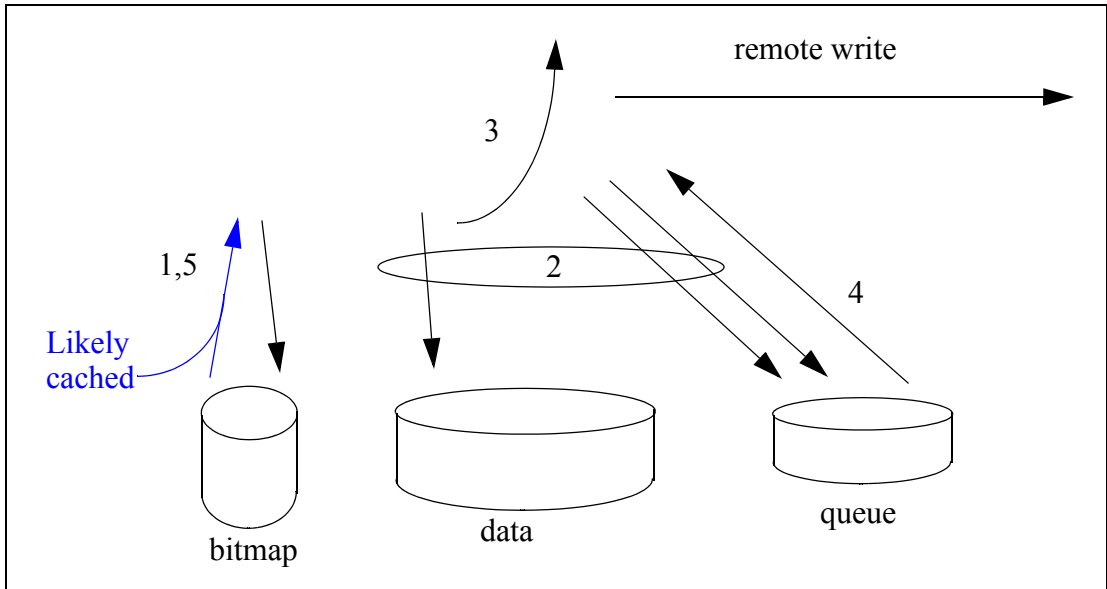 remote write
3
1,5
2
4
Likely
cached
bitmap
data
queue